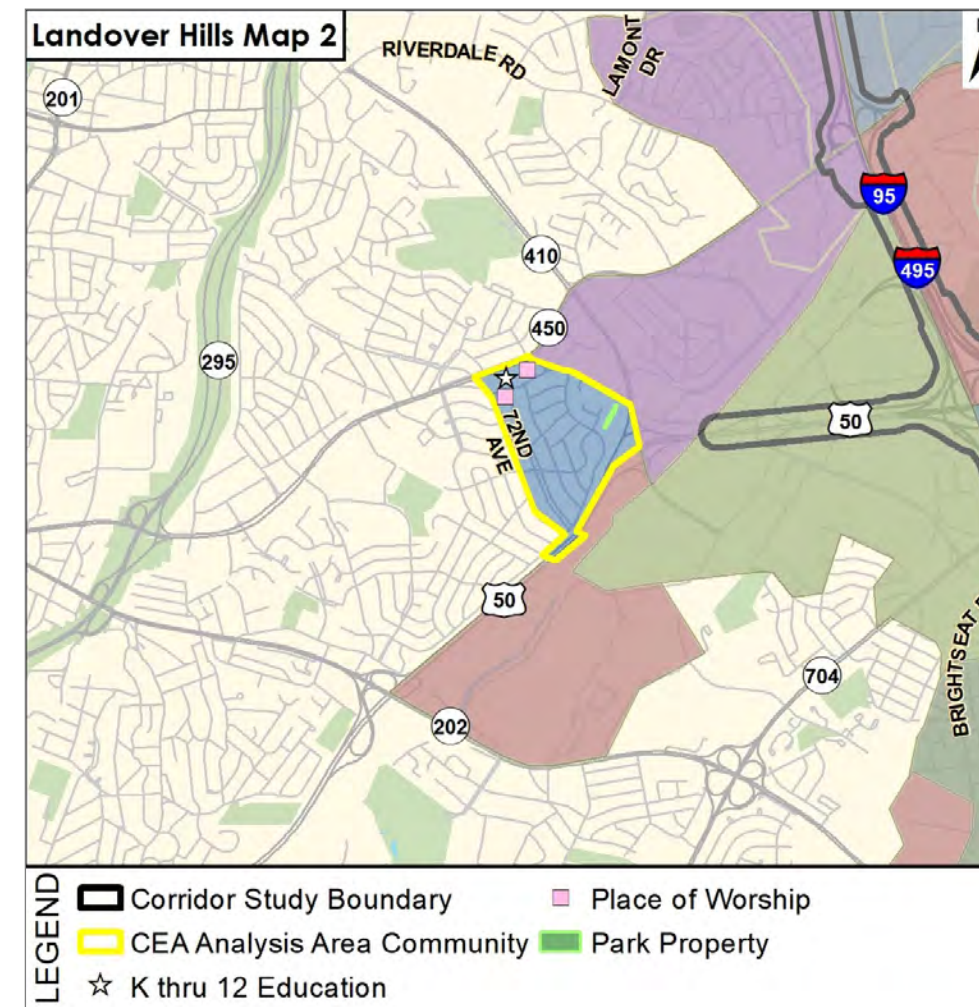 Landover Hills Map 2
RIVERDALE RD
LAMONT
DR
201
95
410
495
450
295
50
72ND
AVE
50
704
BRIGHTSEAT
202
LEGEND
Corridor Study Boundary
Place of Worship
CEA Analysis Area Community
Park Property
K thru 12 Education